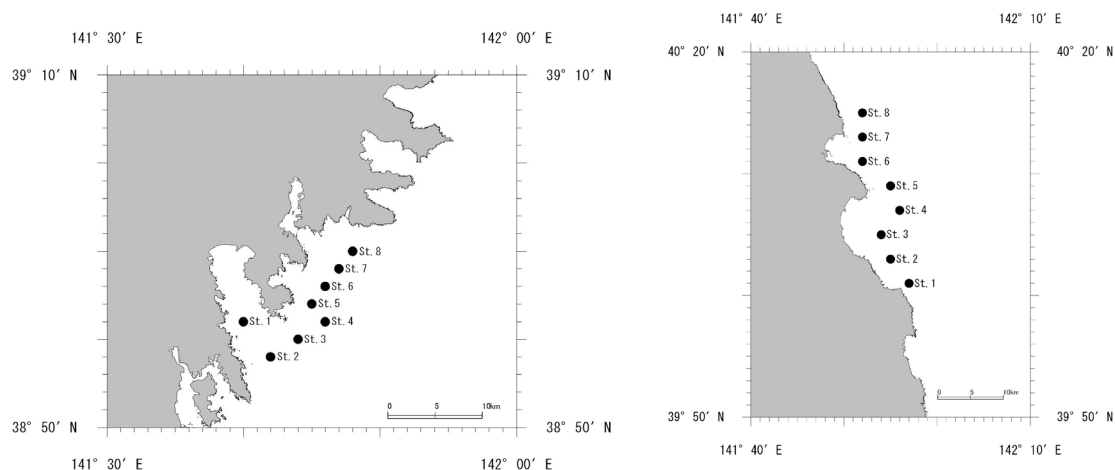 141° 30′ E
142° 00′ E
39° 10′ N
39° 10′ N
St. 8
St. 7
St. 6
St. 5
St. 1
St. 4
St. 3
St. 2
0 5 10km
38° 50′ N
38° 50′ N
141° 30′ E
142° 00′ E
141° 40′ E
142° 10′ E
40° 20′ N
40° 20′ N
St. 8
St. 7
St. 6
St. 5
St. 4
St. 3
St. 2
St. 1
0 5 10km
39° 50′ N
39° 50′ N
141° 40′ E
142° 10′ E